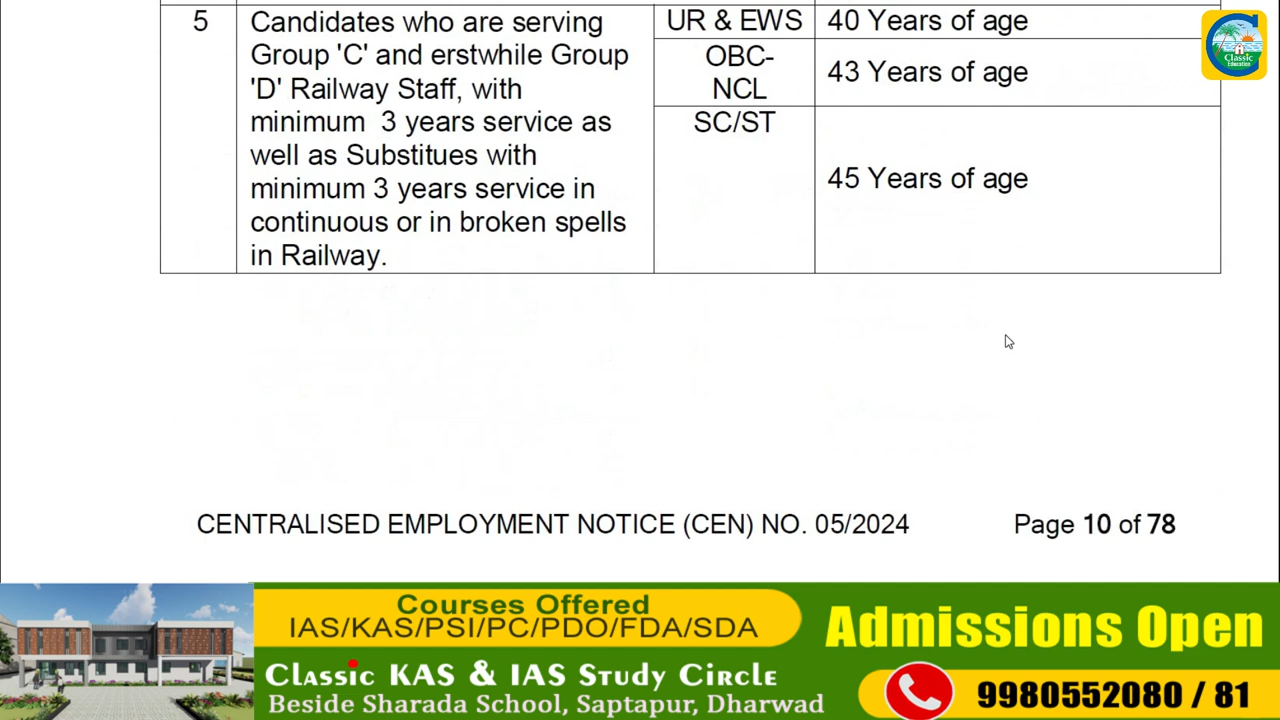 5
Candidates who are serving
Group 'C' and erstwhile Group
'D' Railway Staff, with
minimum 3 years service as
well as Substitues with
minimum 3 years service in
continuous or in broken spells
in Railway.
UR & EWS
40 Years of age
OBC-
NCL
43 Years of age
SC/ST
45 Years of age
Classic
Education
CENTRALISED EMPLOYMENT NOTICE (CEN) NO. 05/2024
Page 10 of 78
Courses Offered
IAS/KAS/PSI/PC/PDO/FDA/SDA
Classic KAS & IAS Study Circle
Beside Sharada School, Saptapur, Dharwad
Admissions Open
9980552080 / 81